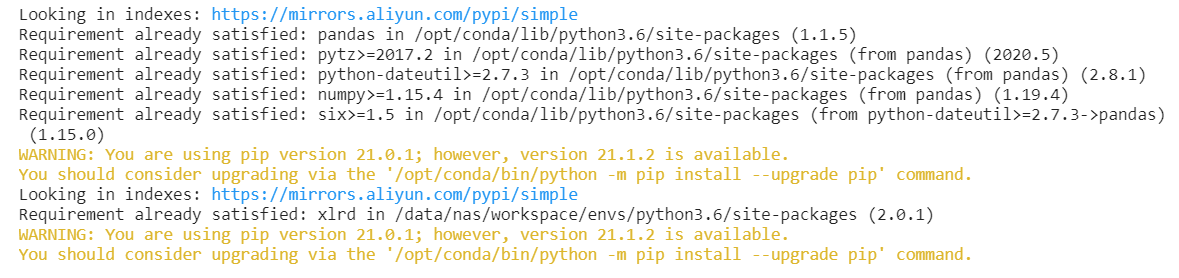 Looking in indexes: https://mirrors.aliyun.com/pypi/simple
Requirement already satisfied: pandas in /opt/conda/lib/python3.6/site-packages (1.1.5)
Requirement already satisfied: pytz>=2017.2 in /opt/conda/lib/python3.6/site-packages (from pandas) (2020.5)
Requirement already satisfied: python-dateutil>=2.7.3 in /opt/conda/lib/python3.6/site-packages (from pandas) (2.8.1)
Requirement already satisfied: numpy>=1.15.4 in /opt/conda/lib/python3.6/site-packages (from pandas) (1.19.4)
Requirement already satisfied: six>=1.5 in /opt/conda/lib/python3.6/site-packages (from python-dateutil>=2.7.3->pandas)
(1.15.0)
WARNING: You are using pip version 21.0.1; however, version 21.1.2 is available.
You should consider upgrading via the '/opt/conda/bin/python -m pip install --upgrade pip' command.
Looking in indexes: https://mirrors.aliyun.com/pypi/simple
Requirement already satisfied: xlrd in /data/nas/workspace/envs/python3.6/site-packages (2.0.1)
WARNING: You are using pip version 21.0.1; however, version 21.1.2 is available.
You should consider upgrading via the '/opt/conda/bin/python -m pip install --upgrade pip' command.